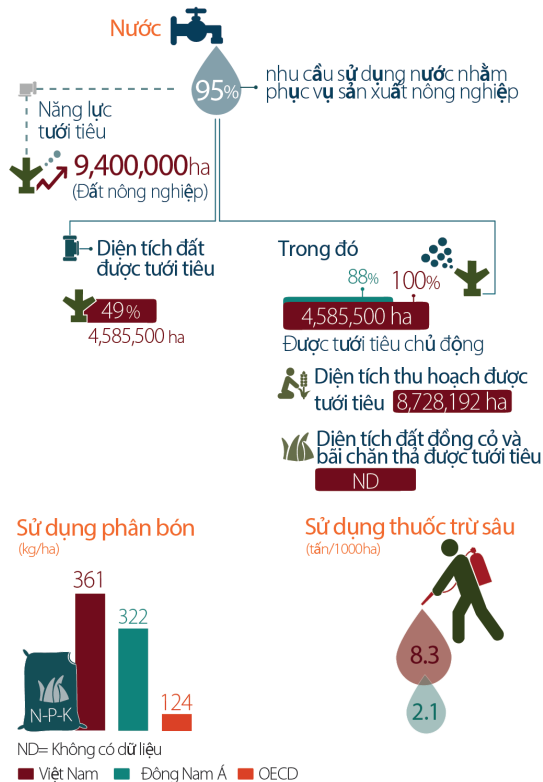 Nước
95%
nhu cầu sử dụng nước nhằm
phục vụ sản xuất nông nghiệp
Năng lực
tưới tiêu
9,400,000ha
(Đất nông nghiệp)
Diện tích đất
được tưới tiêu
49%
4,585,500 ha
Trong đó
88%
100%
4,585,500 ha
Được tưới tiêu chủ động
Diện tích thu hoạch được
tưới tiêu 8,728,192 ha
Diện tích đất đồng cỏ và
bãi chăn thả được tưới tiêu
ND
Sử dụng phân bón
(kg/ha)
361
322
124
N-P-K
Sử dụng thuốc trừ sâu
(tấn/1000ha)
8.3
2.1
ND= Không có dữ liệu
Việt Nam Đông Nam Á OECD